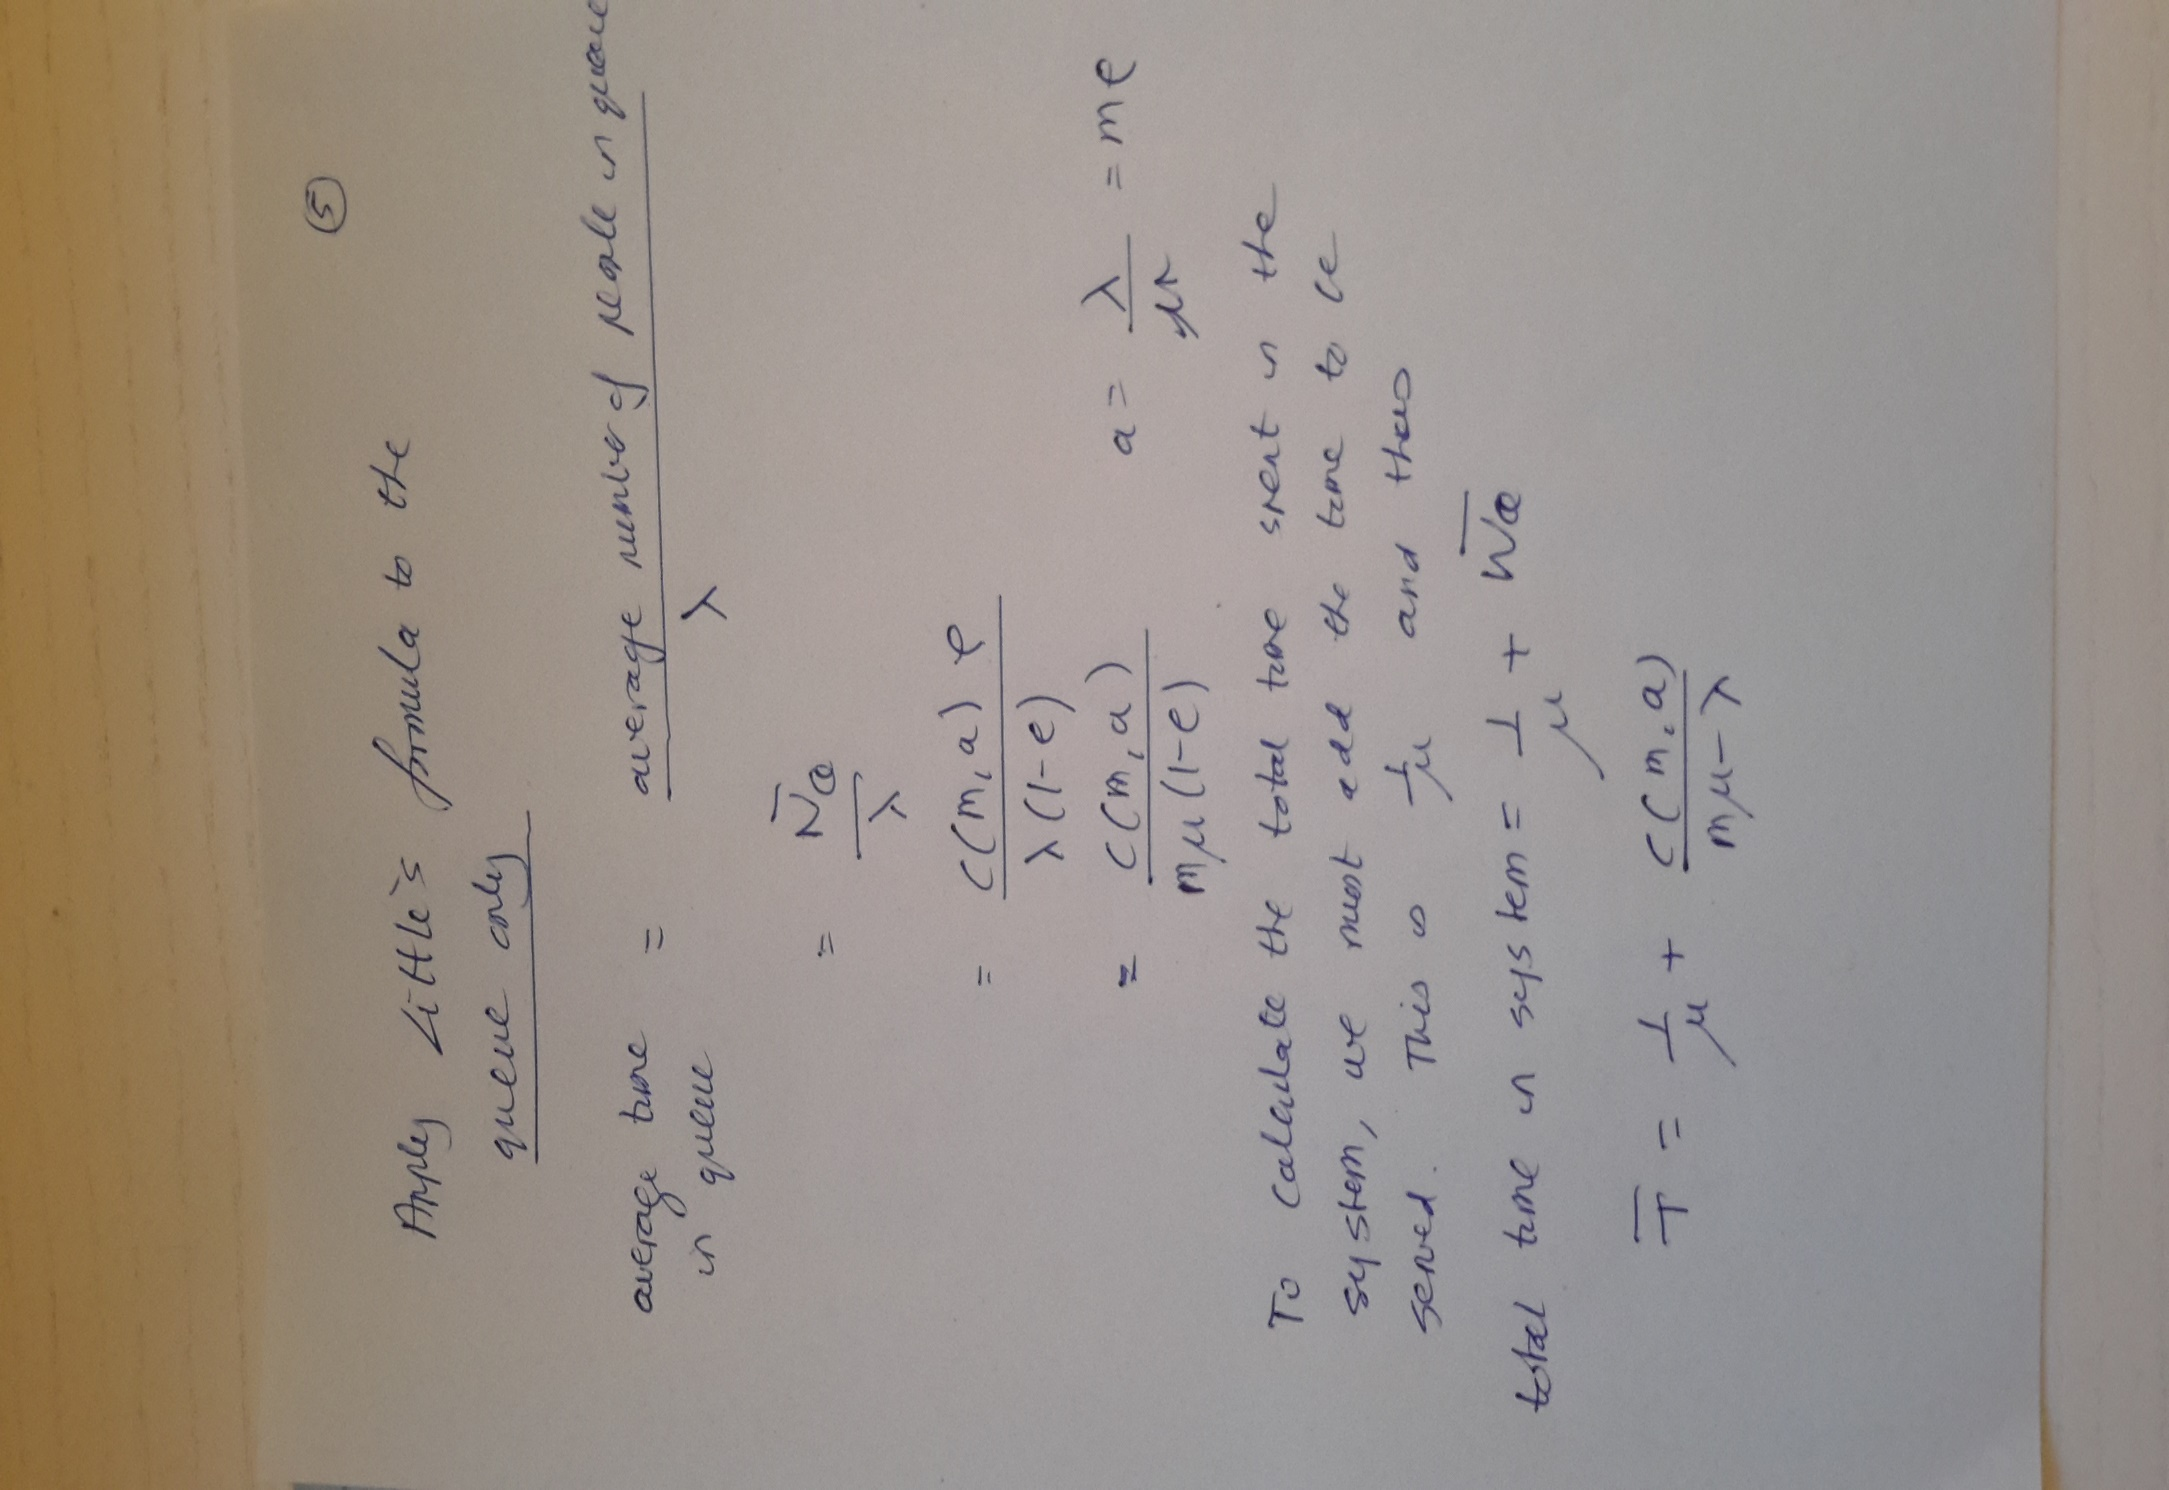 ⑤
Apply Little's formula to the
queue only
average time = average number of people in queue
in queue λ
= N̄Q
λ
= C(m,a) ρ
λ(1-ρ)
= C(m,a) a = λ = mρ
mμ(1-ρ) μ
To calculate the total time spent in the
system, we must add the time to be
served. This is 1/μ and thus
total time in system = 1/μ + W̄Q
T̄ = 1/μ + C(m,a)
mμ-λ